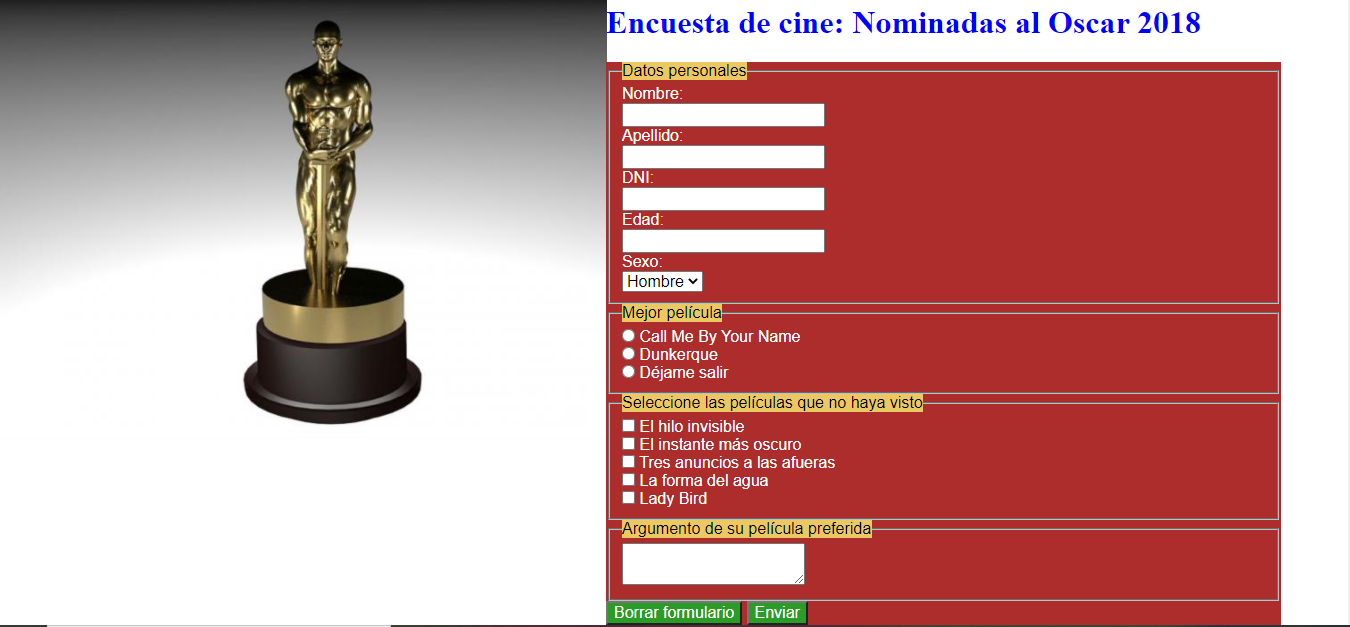 Encuesta de cine: Nominadas al Oscar 2018
Datos personales
Nombre:
Apellido:
DNI:
Edad:
Sexo:
Hombre
Mejor película
Call Me By Your Name
Dunkerque
Déjame salir
Seleccione las películas que no haya visto
El hilo invisible
El instante más oscuro
Tres anuncios a las afueras
La forma del agua
Lady Bird
Argumento de su película preferida
Borrar formulario Enviar